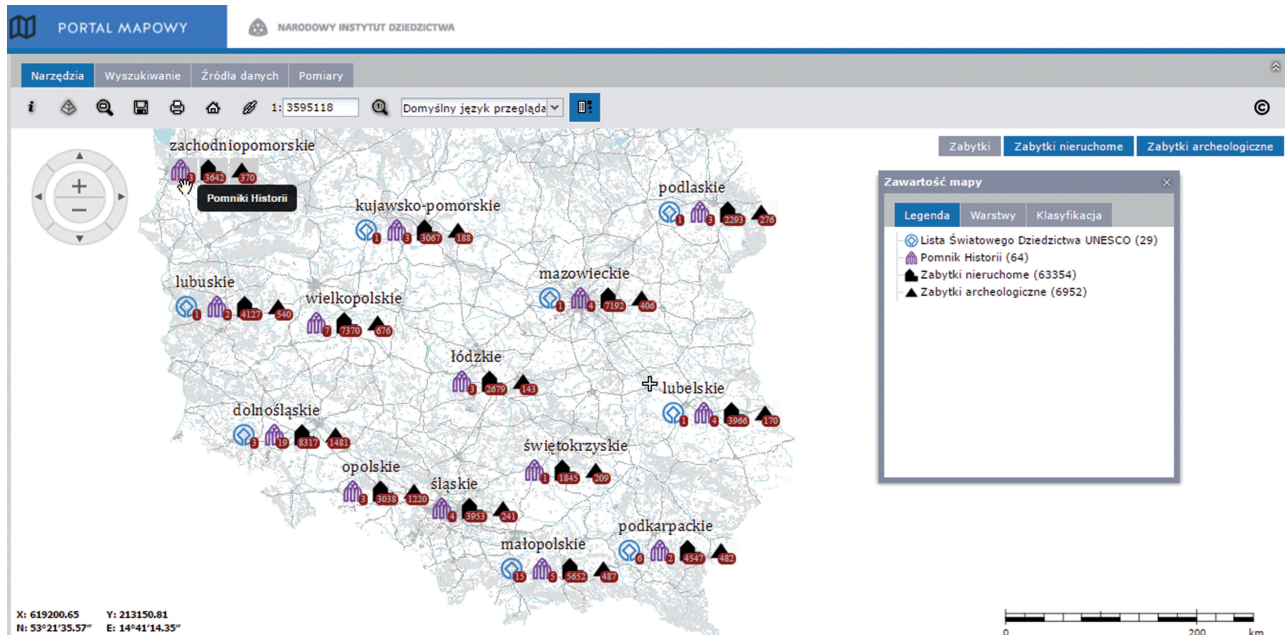 PORTAL MAPOWY
NARODOWY INSTYTUT DZIEDZICTWA
Narzędzia Wyszukiwanie Źródła danych Pomiary
1: 3595118 Domyślny język przegląda
Zabytki Zabytki nieruchome Zabytki archeologiczne
zachodniopomorskie
3 3642 370
Pomniki Historii
podlaskie
1 3 2293 276
kujawsko-pomorskie
1 3 3067 188
mazowieckie
1 4 7192 406
lubuskie
1 2 4127 540
wielkopolskie
7 7370 676
łódzkie
3 2679 143
lubelskie
1 4 3966 170
dolnośląskie
3 19 8317 1481
świętokrzyskie
1 1845 209
opolskie
3 3038 1220
śląskie
4 3953 241
podkarpackie
6 2 4547 482
małopolskie
15 5 5652 487
Zawartość mapy
Legenda Warstwy Klasyfikacja
Lista Światowego Dziedzictwa UNESCO (29)
Pomnik Historii (64)
Zabytki nieruchome (63354)
Zabytki archeologiczne (6952)
X: 619200.65 Y: 213150.81
N: 53°21'35.57" E: 14°41'14.35"
0 200 km